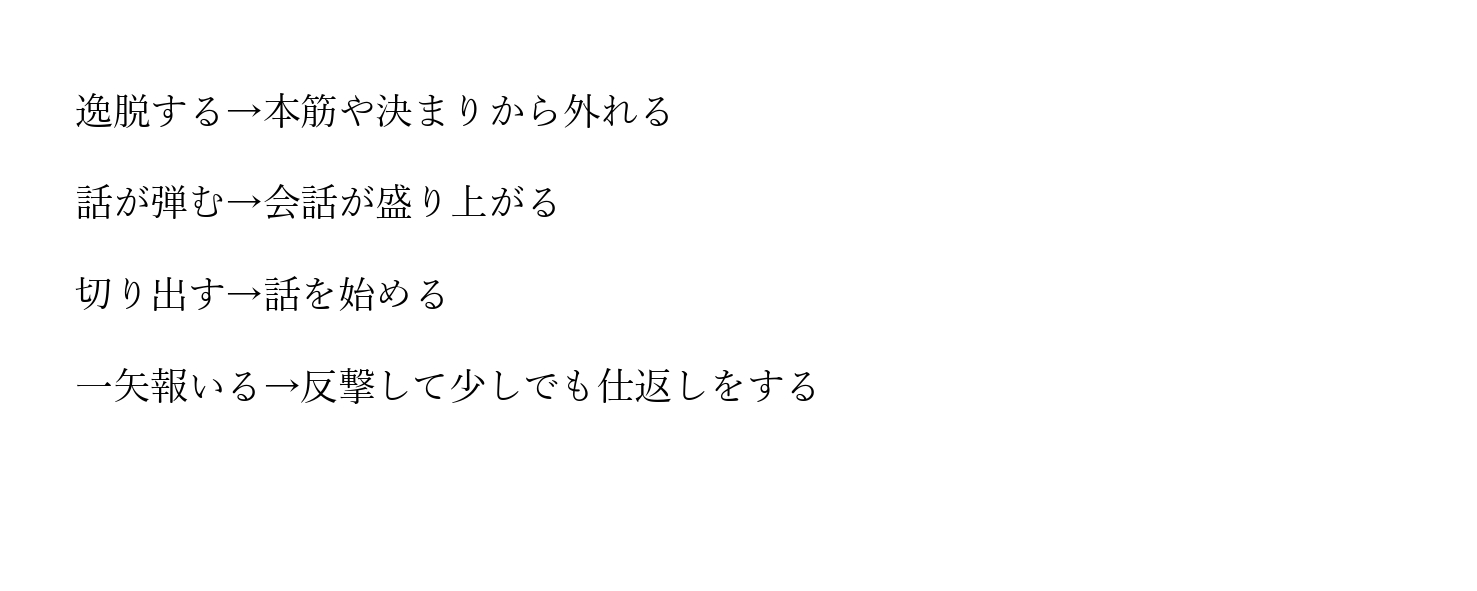 逸脱する→本筋や決まりから外れる
話が弾む→会話が盛り上がる
切り出す→話を始める
一矢報いる→反撃して少しでも仕返しをする